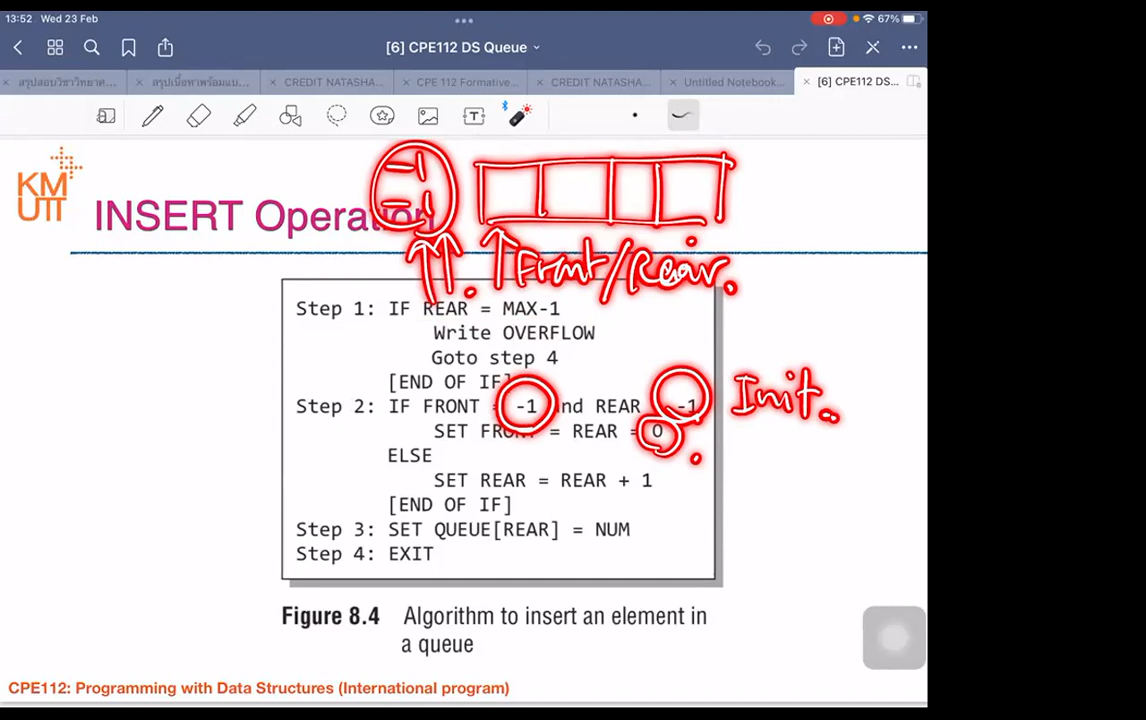 13:52 Wed 23 Feb
67%
[6] CPE112 DS Queue
สรุปสอบวิชาวิทยาศ...
สรุปเนื้อหาพร้อมแบ...
CREDIT NATASHA...
CPE 112 Formative...
CREDIT NATASHA...
Untitled Notebook...
[6] CPE112 DS...
T
KM
UTT
INSERT Operation
-1
-1
Front/Rear.
Step 1: IF REAR = MAX-1
Write OVERFLOW
Goto step 4
[END OF IF]
Step 2: IF FRONT = -1 and REAR = -1
Init..
SET FRONT = REAR = 0
ELSE
SET REAR = REAR + 1
[END OF IF]
Step 3: SET QUEUE[REAR] = NUM
Step 4: EXIT
Figure 8.4 Algorithm to insert an element in
a queue
CPE112: Programming with Data Structures (International program)